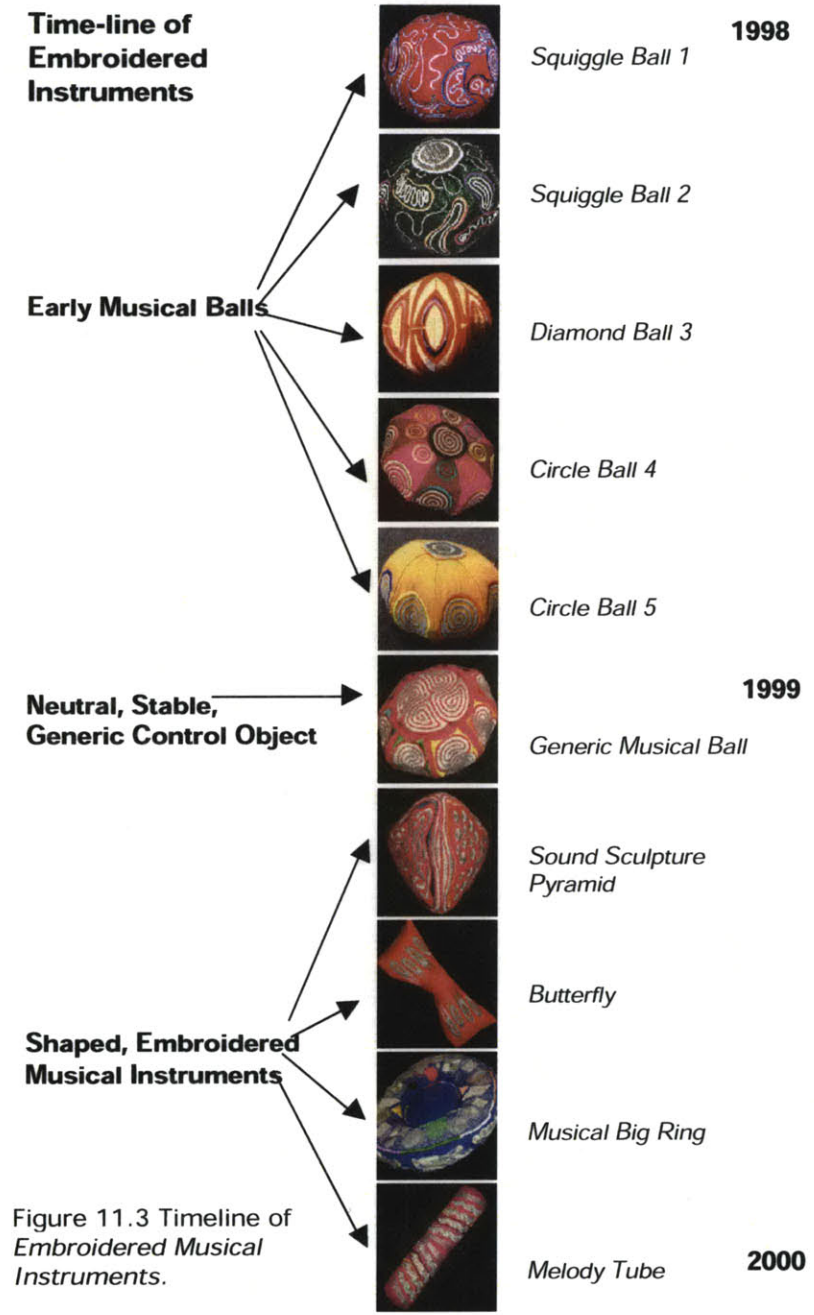 Time-line of
Embroidered
Instruments
1998
Squiggle Ball 1
Squiggle Ball 2
Early Musical Balls
Diamond Ball 3
Circle Ball 4
Circle Ball 5
Neutral, Stable,
Generic Control Object
1999
Generic Musical Ball
Sound Sculpture
Pyramid
Butterfly
Shaped, Embroidered
Musical Instruments
Musical Big Ring
Figure 11.3 Timeline of
Embroidered Musical
Instruments.
Melody Tube
2000